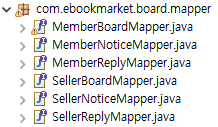 com.ebookmarket.board.mapper
MemberBoardMapper.java
MemberNoticeMapper.java
MemberReplyMapper.java
SellerBoardMapper.java
SellerNoticeMapper.java
SellerReplyMapper.java